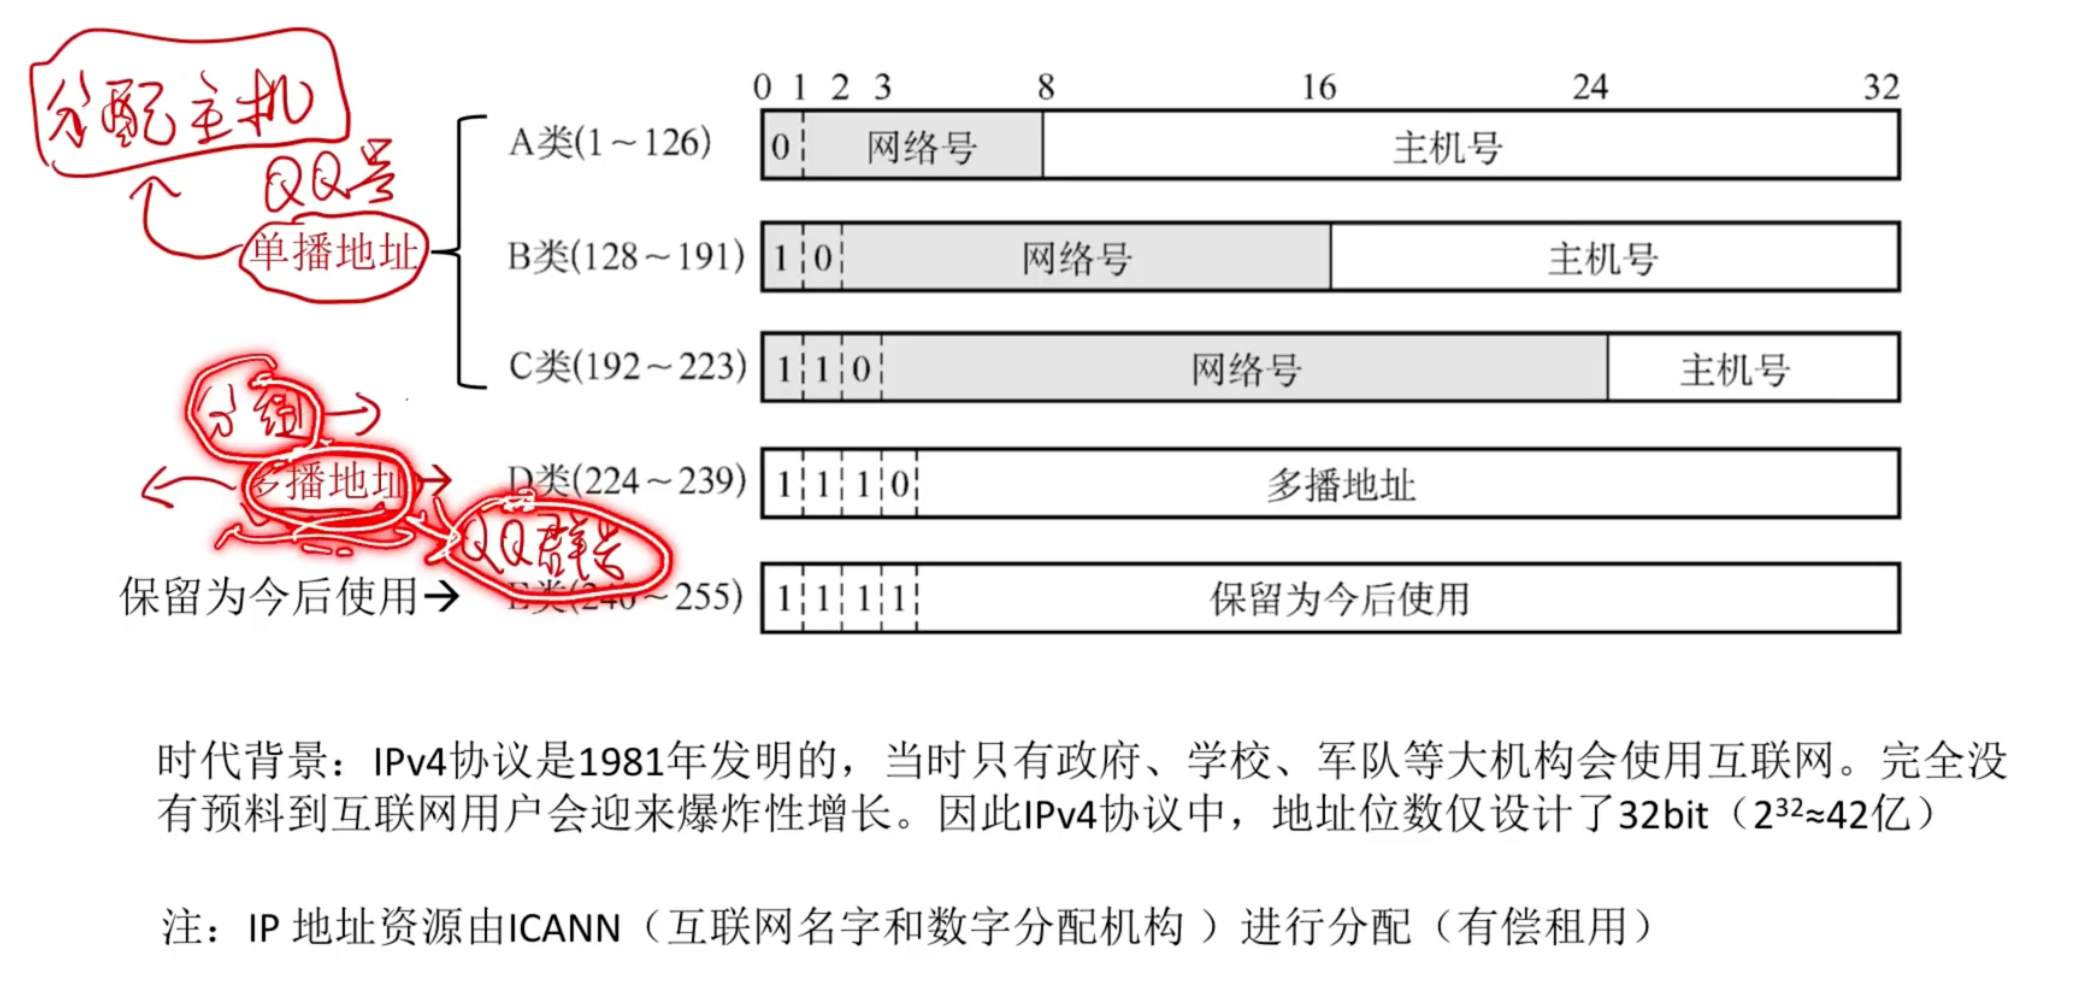 分配主机
QQ号
0 1 2 3 8 16 24 32
A类(1～126) 0 网络号 主机号
单播地址
B类(128～191) 1 0 网络号 主机号
C类(192～223) 1 1 0 网络号 主机号
分组
多播地址→ D类(224～239) 1 1 1 0 多播地址
QQ群号
保留为今后使用→ E类(240～255) 1 1 1 1 保留为今后使用
时代背景：IPv4协议是1981年发明的，当时只有政府、学校、军队等大机构会使用互联网。完全没
有预料到互联网用户会迎来爆炸性增长。因此IPv4协议中，地址位数仅设计了32bit（2³²≈42亿）
注：IP 地址资源由ICANN（互联网名字和数字分配机构 ）进行分配（有偿租用）